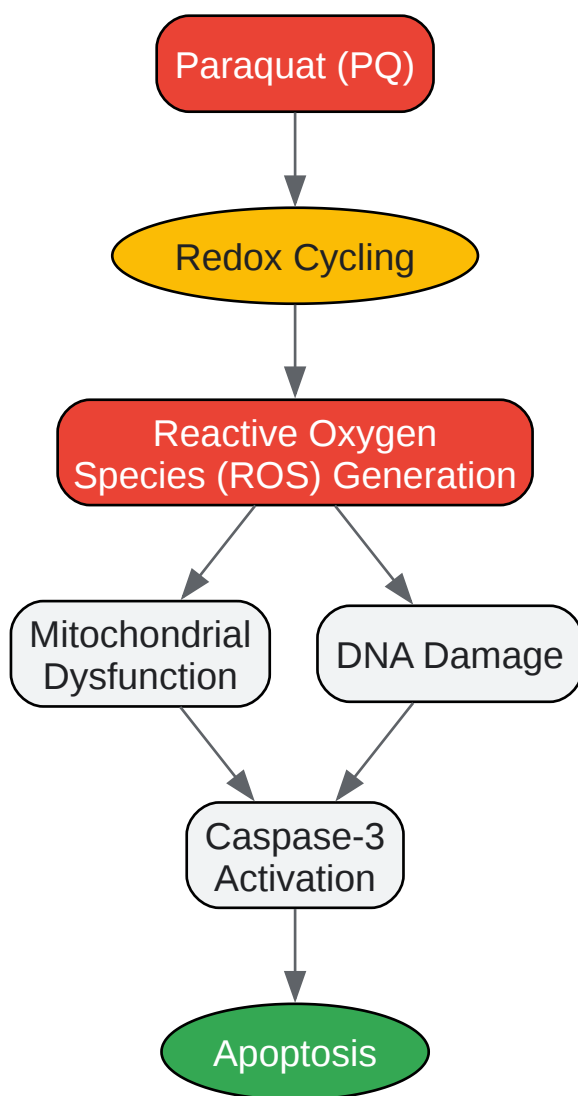 Paraquat (PQ)
Redox Cycling
Reactive Oxygen
Species (ROS) Generation
Mitochondrial
Dysfunction
DNA Damage
Caspase-3
Activation
Apoptosis